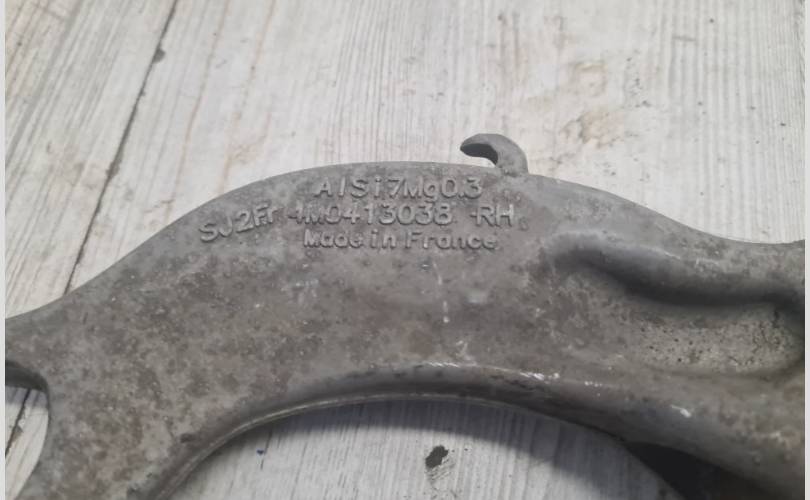 AlSi7Mg0.3
SJ2Fr 4M0413038 RH
Made in France